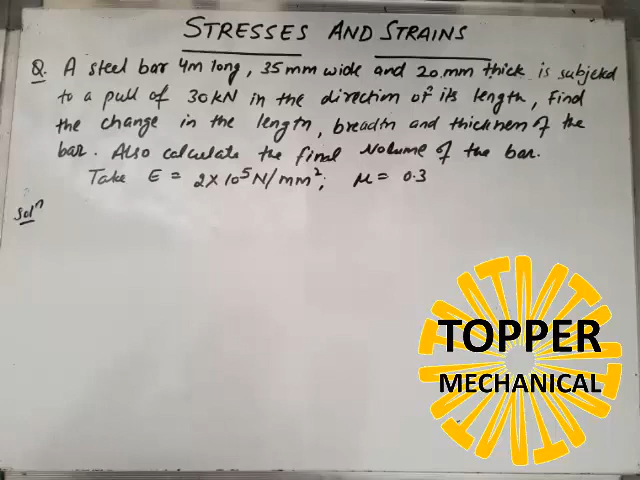 STRESSES AND STRAINS
Q. A steel bar 4m long, 35mm wide and 20mm thick is subjected
to a pull of 30kN in the direction of its length, Find
the change in the length, breadth and thickness of the
bar. Also calculate the final volume of the bar.
Take E = 2×10⁵N/mm²; μ = 0.3
Solⁿ
TOPPER
MECHANICAL